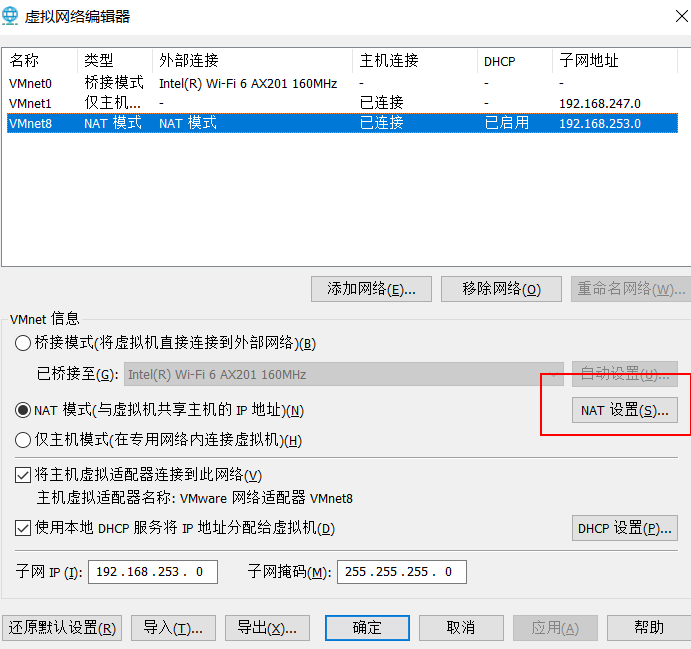 虚拟网络编辑器
名称 类型 外部连接 主机连接 DHCP 子网地址
VMnet0 桥接模式 Intel(R) Wi-Fi 6 AX201 160MHz - - -
VMnet1 仅主机... - 已连接 - 192.168.247.0
VMnet8 NAT 模式 NAT 模式 已连接 已启用 192.168.253.0
添加网络(E)... 移除网络(O) 重命名网络(W)...
VMnet 信息
桥接模式(将虚拟机直接连接到外部网络)(B)
已桥接至(G): Intel(R) Wi-Fi 6 AX201 160MHz 自动设置(U)...
NAT 模式(与虚拟机共享主机的 IP 地址)(N) NAT 设置(S)...
仅主机模式(在专用网络内连接虚拟机)(H)
将主机虚拟适配器连接到此网络(V)
主机虚拟适配器名称: VMware 网络适配器 VMnet8
使用本地 DHCP 服务将 IP 地址分配给虚拟机(D) DHCP 设置(P)...
子网 IP (I): 192 .168 .253 . 0 子网掩码(M): 255 .255 .255 . 0
还原默认设置(R) 导入(T)... 导出(X)... 确定 取消 应用(A) 帮助